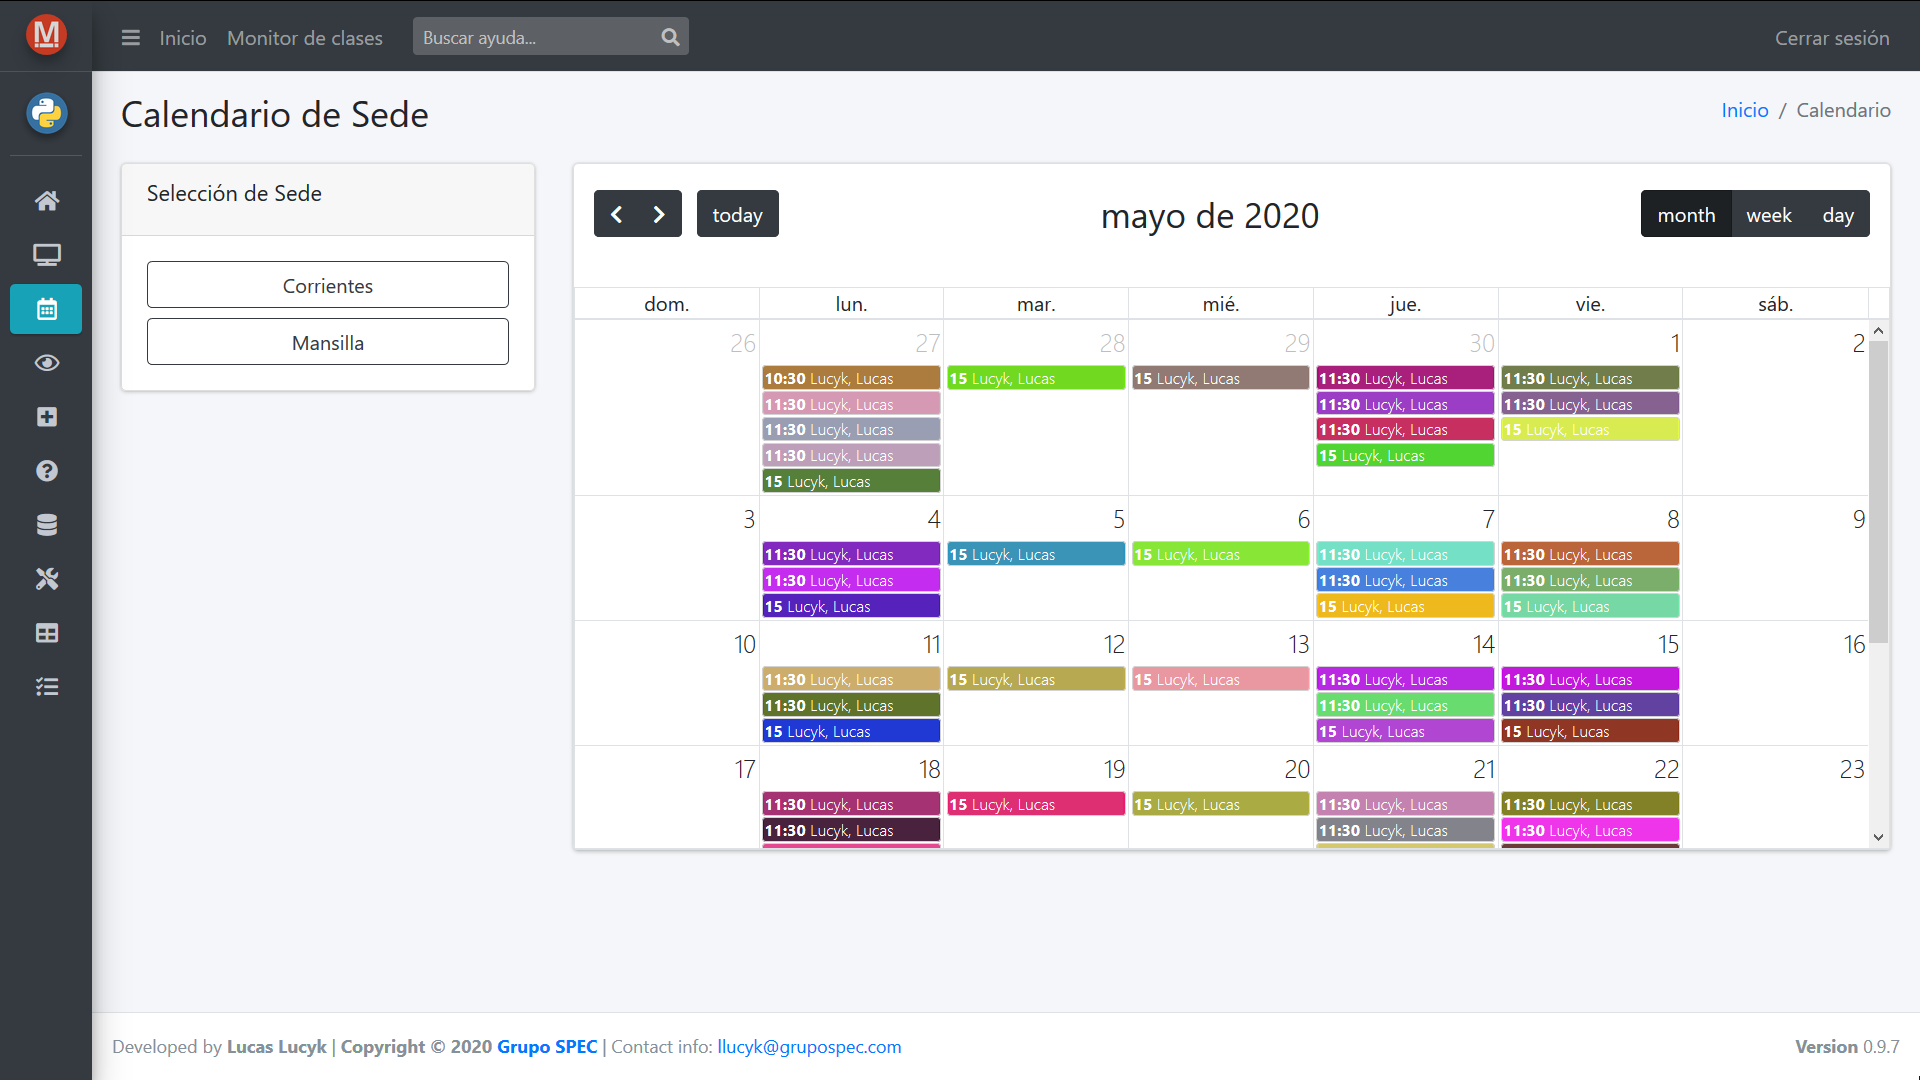 M
Inicio Monitor de clases Buscar ayuda... Cerrar sesión
Calendario de Sede
Inicio / Calendario
Selección de Sede
Corrientes
Mansilla
today mayo de 2020 month week day
dom. lun. mar. mié. jue. vie. sáb.
26 27 28 29 30 1 2
10:30 Lucyk, Lucas 15 Lucyk, Lucas 15 Lucyk, Lucas 11:30 Lucyk, Lucas 11:30 Lucyk, Lucas
11:30 Lucyk, Lucas 11:30 Lucyk, Lucas 11:30 Lucyk, Lucas
11:30 Lucyk, Lucas 11:30 Lucyk, Lucas 15 Lucyk, Lucas
11:30 Lucyk, Lucas 15 Lucyk, Lucas
15 Lucyk, Lucas
3 4 5 6 7 8 9
11:30 Lucyk, Lucas 15 Lucyk, Lucas 15 Lucyk, Lucas 11:30 Lucyk, Lucas 11:30 Lucyk, Lucas
11:30 Lucyk, Lucas 11:30 Lucyk, Lucas 11:30 Lucyk, Lucas
15 Lucyk, Lucas 15 Lucyk, Lucas 15 Lucyk, Lucas
10 11 12 13 14 15 16
11:30 Lucyk, Lucas 15 Lucyk, Lucas 15 Lucyk, Lucas 11:30 Lucyk, Lucas 11:30 Lucyk, Lucas
11:30 Lucyk, Lucas 11:30 Lucyk, Lucas 11:30 Lucyk, Lucas
15 Lucyk, Lucas 15 Lucyk, Lucas 15 Lucyk, Lucas
17 18 19 20 21 22 23
11:30 Lucyk, Lucas 15 Lucyk, Lucas 15 Lucyk, Lucas 11:30 Lucyk, Lucas 11:30 Lucyk, Lucas
11:30 Lucyk, Lucas 11:30 Lucyk, Lucas 11:30 Lucyk, Lucas
Developed by Lucas Lucyk | Copyright © 2020 Grupo SPEC | Contact info: llucyk@grupospec.com Version 0.9.7